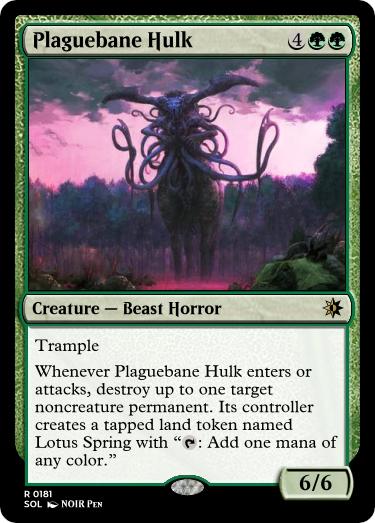 Plaguebane Hulk 4
Creature — Beast Horror
Trample
Whenever Plaguebane Hulk enters or
attacks, destroy up to one target
noncreature permanent. Its controller
creates a tapped land token named
Lotus Spring with “: Add one mana of
any color.”
6/6
R 0181
SOL Noir Pen